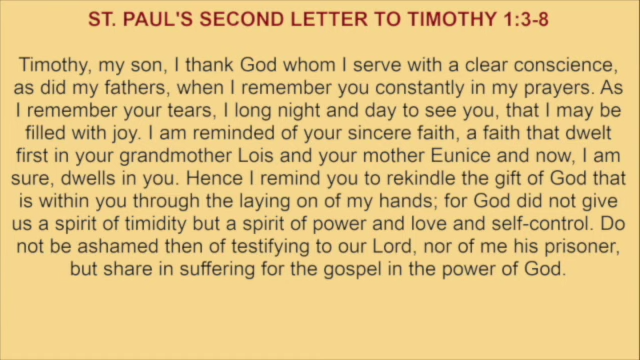 ST. PAUL'S SECOND LETTER TO TIMOTHY 1:3-8
Timothy, my son, I thank God whom I serve with a clear conscience,
as did my fathers, when I remember you constantly in my prayers. As
I remember your tears, I long night and day to see you, that I may be
filled with joy. I am reminded of your sincere faith, a faith that dwelt
first in your grandmother Lois and your mother Eunice and now, I am
sure, dwells in you. Hence I remind you to rekindle the gift of God that
is within you through the laying on of my hands; for God did not give
us a spirit of timidity but a spirit of power and love and self-control. Do
not be ashamed then of testifying to our Lord, nor of me his prisoner,
but share in suffering for the gospel in the power of God.